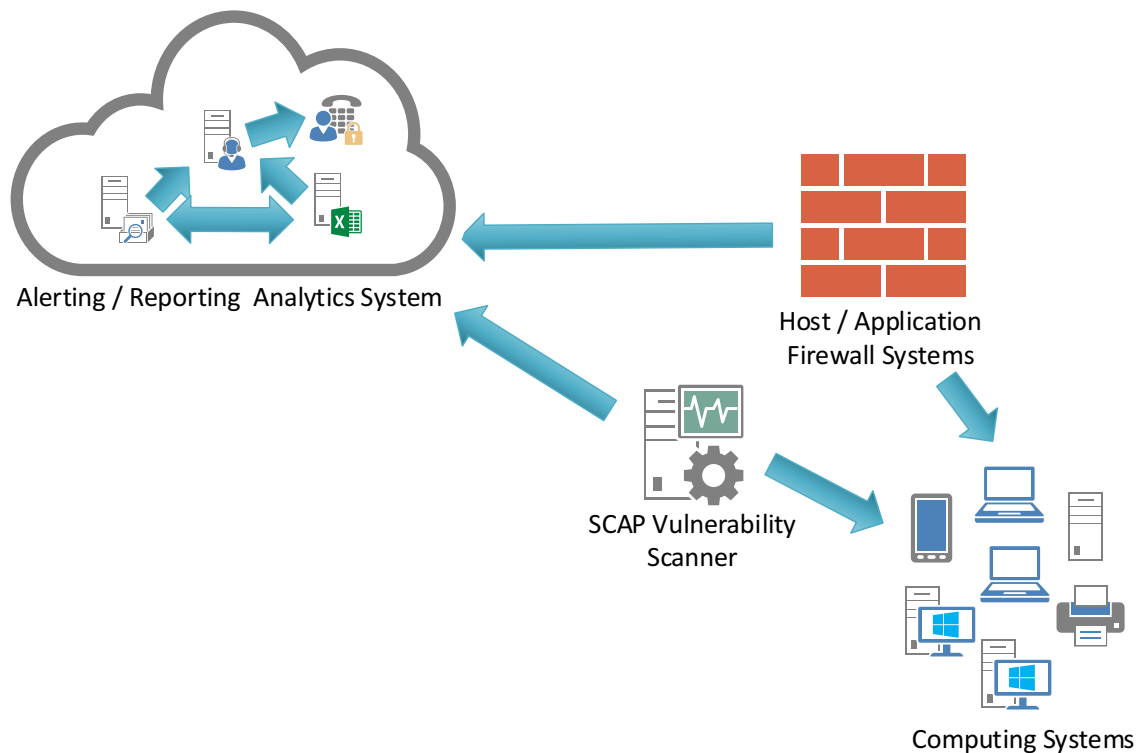 Alerting / Reporting  Analytics System
Host / Application
Firewall Systems
SCAP Vulnerability
Scanner
Computing Systems